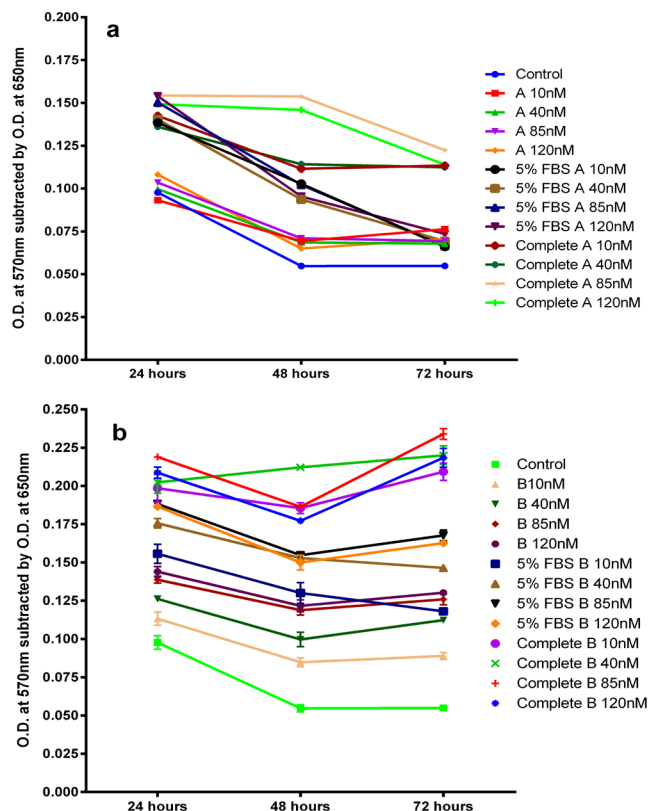 a
O.D. at 570nm subtracted by O.D. at 650nm
0.200
0.175
0.150
0.125
0.100
0.075
0.050
0.025
0.000
24 hours 48 hours 72 hours
Control
A 10nM
A 40nM
A 85nM
A 120nM
5% FBS A 10nM
5% FBS A 40nM
5% FBS A 85nM
5% FBS A 120nM
Complete A 10nM
Complete A 40nM
Complete A 85nM
Complete A 120nM
b
O.D. at 570nm subtracted by O.D. at 650nm
0.250
0.225
0.200
0.175
0.150
0.125
0.100
0.075
0.050
0.025
0.000
24 hours 48 hours 72 hours
Control
B10nM
B 40nM
B 85nM
B 120nM
5% FBS B 10nM
5% FBS B 40nM
5% FBS B 85nM
5% FBS B 120nM
Complete B 10nM
Complete B 40nM
Complete B 85nM
Complete B 120nM